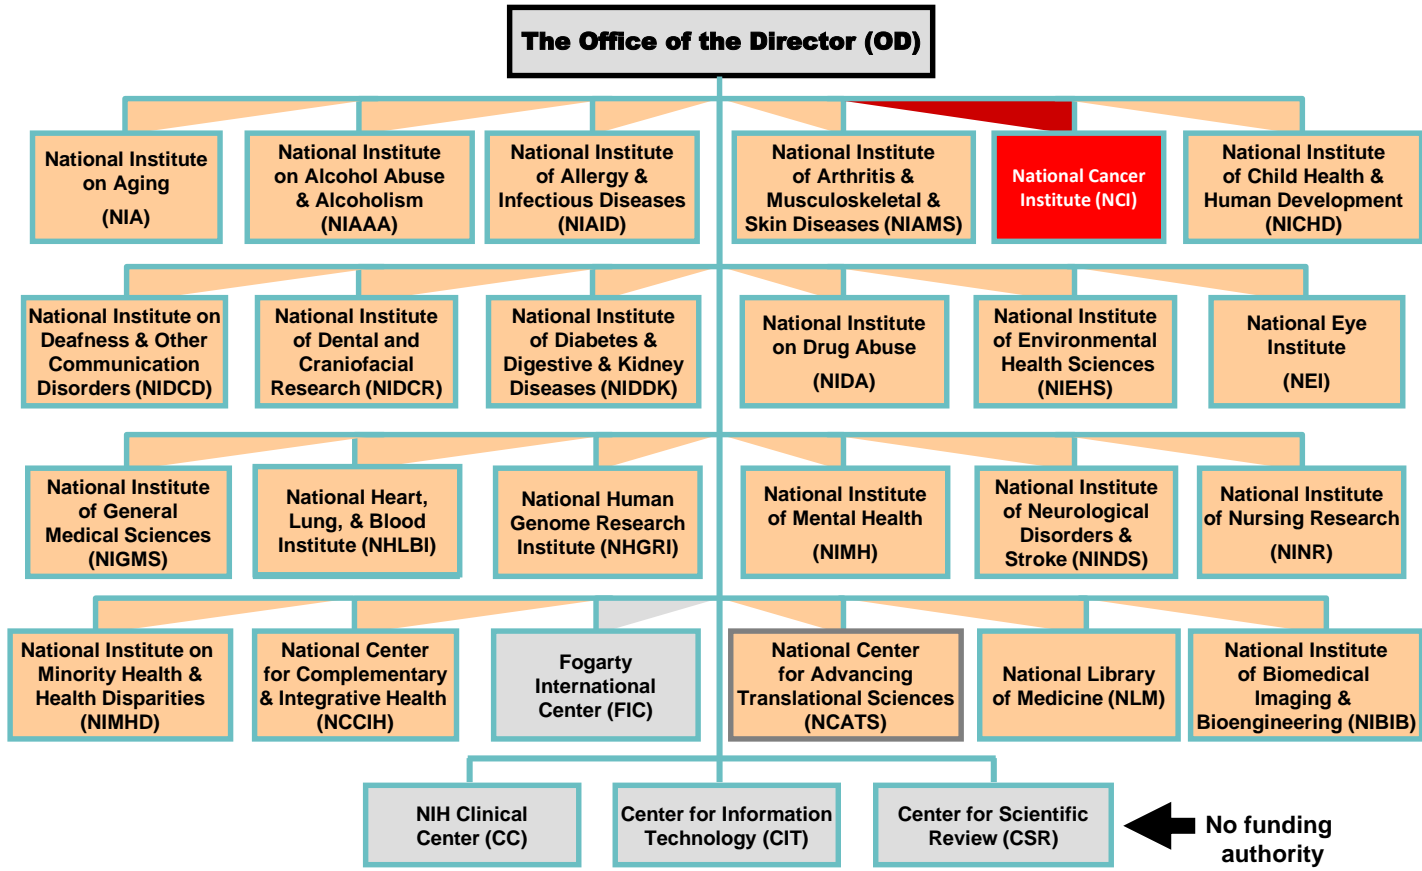 The Office of the Director (OD)
National Institute
on Aging
(NIA)
National Institute
on Alcohol Abuse
& Alcoholism
(NIAAA)
National Institute
of Allergy &
Infectious Diseases
(NIAID)
National Institute
of Arthritis &
Musculoskeletal &
Skin Diseases (NIAMS)
National Cancer
Institute (NCI)
National Institute
of Child Health &
Human Development
(NICHD)
National Institute on
Deafness & Other
Communication
Disorders (NIDCD)
National Institute
of Dental and
Craniofacial
Research (NIDCR)
National Institute
of Diabetes &
Digestive & Kidney
Diseases (NIDDK)
National Institute
on Drug Abuse
(NIDA)
National Institute
of Environmental
Health Sciences
(NIEHS)
National Eye
Institute
(NEI)
National Institute
of General
Medical Sciences
(NIGMS)
National Heart,
Lung, & Blood
Institute (NHLBI)
National Human
Genome Research
Institute (NHGRI)
National Institute
of Mental Health
(NIMH)
National Institute
of Neurological
Disorders &
Stroke (NINDS)
National Institute
of Nursing Research
(NINR)
National Institute on
Minority Health &
Health Disparities
(NIMHD)
National Center
for Complementary
& Integrative Health
(NCCIH)
Fogarty
International
Center (FIC)
National Center
for Advancing
Translational Sciences
(NCATS)
National Library
of Medicine (NLM)
National Institute
of Biomedical
Imaging &
Bioengineering (NIBIB)
NIH Clinical
Center (CC)
Center for Information
Technology (CIT)
Center for Scientific
Review (CSR)
No funding
authority